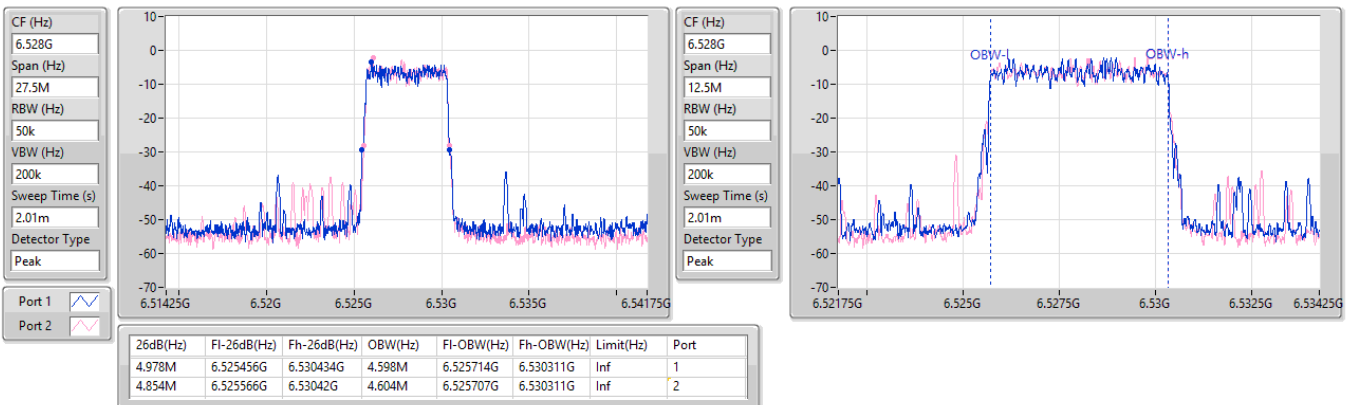 CF (Hz)
6.528G
Span (Hz)
27.5M
RBW (Hz)
50k
VBW (Hz)
200k
Sweep Time (s)
2.01m
Detector Type
Peak
Port 1
Port 2
10
0
-10
-20
-30
-40
-50
-60
-70
6.51425G 6.52G 6.525G 6.53G 6.535G 6.54175G
CF (Hz)
6.528G
Span (Hz)
12.5M
RBW (Hz)
50k
VBW (Hz)
200k
Sweep Time (s)
2.01m
Detector Type
Peak
10
0
-10
-20
-30
-40
-50
-60
-70
OBW-l OBW-h
6.52175G 6.525G 6.5275G 6.53G 6.5325G 6.53425G
26dB(Hz) Fl-26dB(Hz) Fh-26dB(Hz) OBW(Hz) Fl-OBW(Hz) Fh-OBW(Hz) Limit(Hz) Port
4.978M 6.525456G 6.530434G 4.598M 6.525714G 6.530311G Inf 1
4.854M 6.525566G 6.53042G 4.604M 6.525707G 6.530311G Inf 2